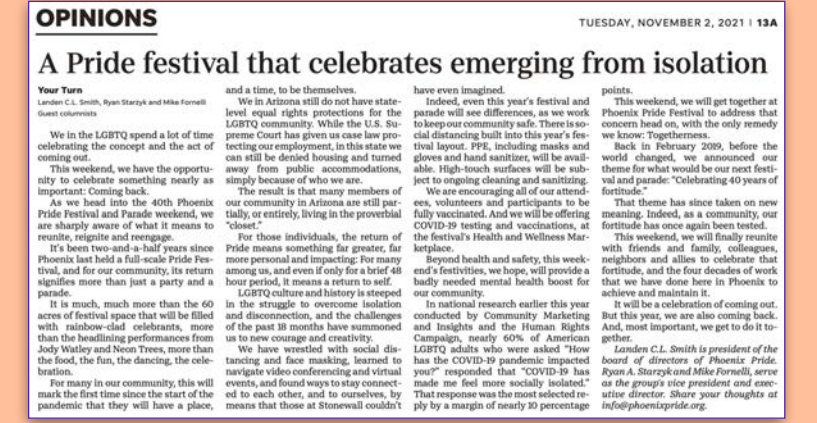 OPINIONS
TUESDAY, NOVEMBER 2, 2021 | 13A
A Pride festival that celebrates emerging from isolation
Your Turn
Landen C.L. Smith, Ryan Starzyk and Mike Fornelli
Guest columnists
We in the LGBTQ spend a lot of time
celebrating the concept and the act of
coming out.
This weekend, we have the opportu-
nity to celebrate something nearly as
important: Coming back.
As we head into the 40th Phoenix
Pride Festival and Parade weekend, we
are sharply aware of what it means to
reunite, reignite and reengage.
It's been two-and-a-half years since
Phoenix last held a full-scale Pride Fes-
tival, and for our community, its return
signifies more than just a party and a
parade.
It is much, much more than the 60
acres of festival space that will be filled
with rainbow-clad celebrants, more
than the headlining performances from
Jody Watley and Neon Trees, more than
the food, the fun, the dancing, the cele-
bration.
For many in our community, this will
mark the first time since the start of the
pandemic that they will have a place,
and a time, to be themselves.
We in Arizona still do not have state-
level equal rights protections for the
LGBTQ community. While the U.S. Su-
preme Court has given us case law pro-
tecting our employment, in this state we
can still be denied housing and turned
away from public accommodations,
simply because of who we are.
The result is that many members of
our community in Arizona are still par-
tially, or entirely, living in the proverbial
"closet."
For those individuals, the return of
Pride means something far greater, far
more personal and impacting: For many
among us, and even if only for a brief 48
hour period, it means a return to self.
LGBTQ culture and history is steeped
in the struggle to overcome isolation
and disconnection, and the challenges
of the past 18 months have summoned
us to new courage and creativity.
We have wrestled with social dis-
tancing and face masking, learned to
navigate video conferencing and virtual
events, and found ways to stay connect-
ed to each other, and to ourselves, by
means that those at Stonewall couldn't
have even imagined.
Indeed, even this year's festival and
parade will see differences, as we work
to keep our community safe. There is so-
cial distancing built into this year's fes-
tival layout. PPE, including masks and
gloves and hand sanitizer, will be avail-
able. High-touch surfaces will be sub-
ject to ongoing cleaning and sanitizing.
We are encouraging all of our attend-
ees, volunteers and participants to be
fully vaccinated. And we will be offering
COVID-19 testing and vaccinations, at
the festival's Health and Wellness Mar-
ketplace.
Beyond health and safety, this week-
end's festivities, we hope, will provide a
badly needed mental health boost for
our community.
In national research earlier this year
conducted by Community Marketing
and Insights and the Human Rights
Campaign, nearly 60% of American
LGBTQ adults who were asked "How
has the COVID-19 pandemic impacted
you?" responded that "COVID-19 has
made me feel more socially isolated."
That response was the most selected re-
ply by a margin of nearly 10 percentage
points.
This weekend, we will get together at
Phoenix Pride Festival to address that
concern head on, with the only remedy
we know: Togetherness.
Back in February 2019, before the
world changed, we announced our
theme for what would be our next festi-
val and parade: "Celebrating 40 years of
fortitude."
That theme has since taken on new
meaning. Indeed, as a community, our
fortitude has once again been tested.
This weekend, we will finally reunite
with friends and family, colleagues,
neighbors and allies to celebrate that
fortitude, and the four decades of work
that we have done here in Phoenix to
achieve and maintain it.
It will be a celebration of coming out.
But this year, we are also coming back.
And, most important, we get to do it to-
gether.
Landen C.L. Smith is president of the
board of directors of Phoenix Pride.
Ryan A. Starzyk and Mike Fornelli, serve
as the group's vice president and exec-
utive director. Share your thoughts at
info@phoenixpride.org.